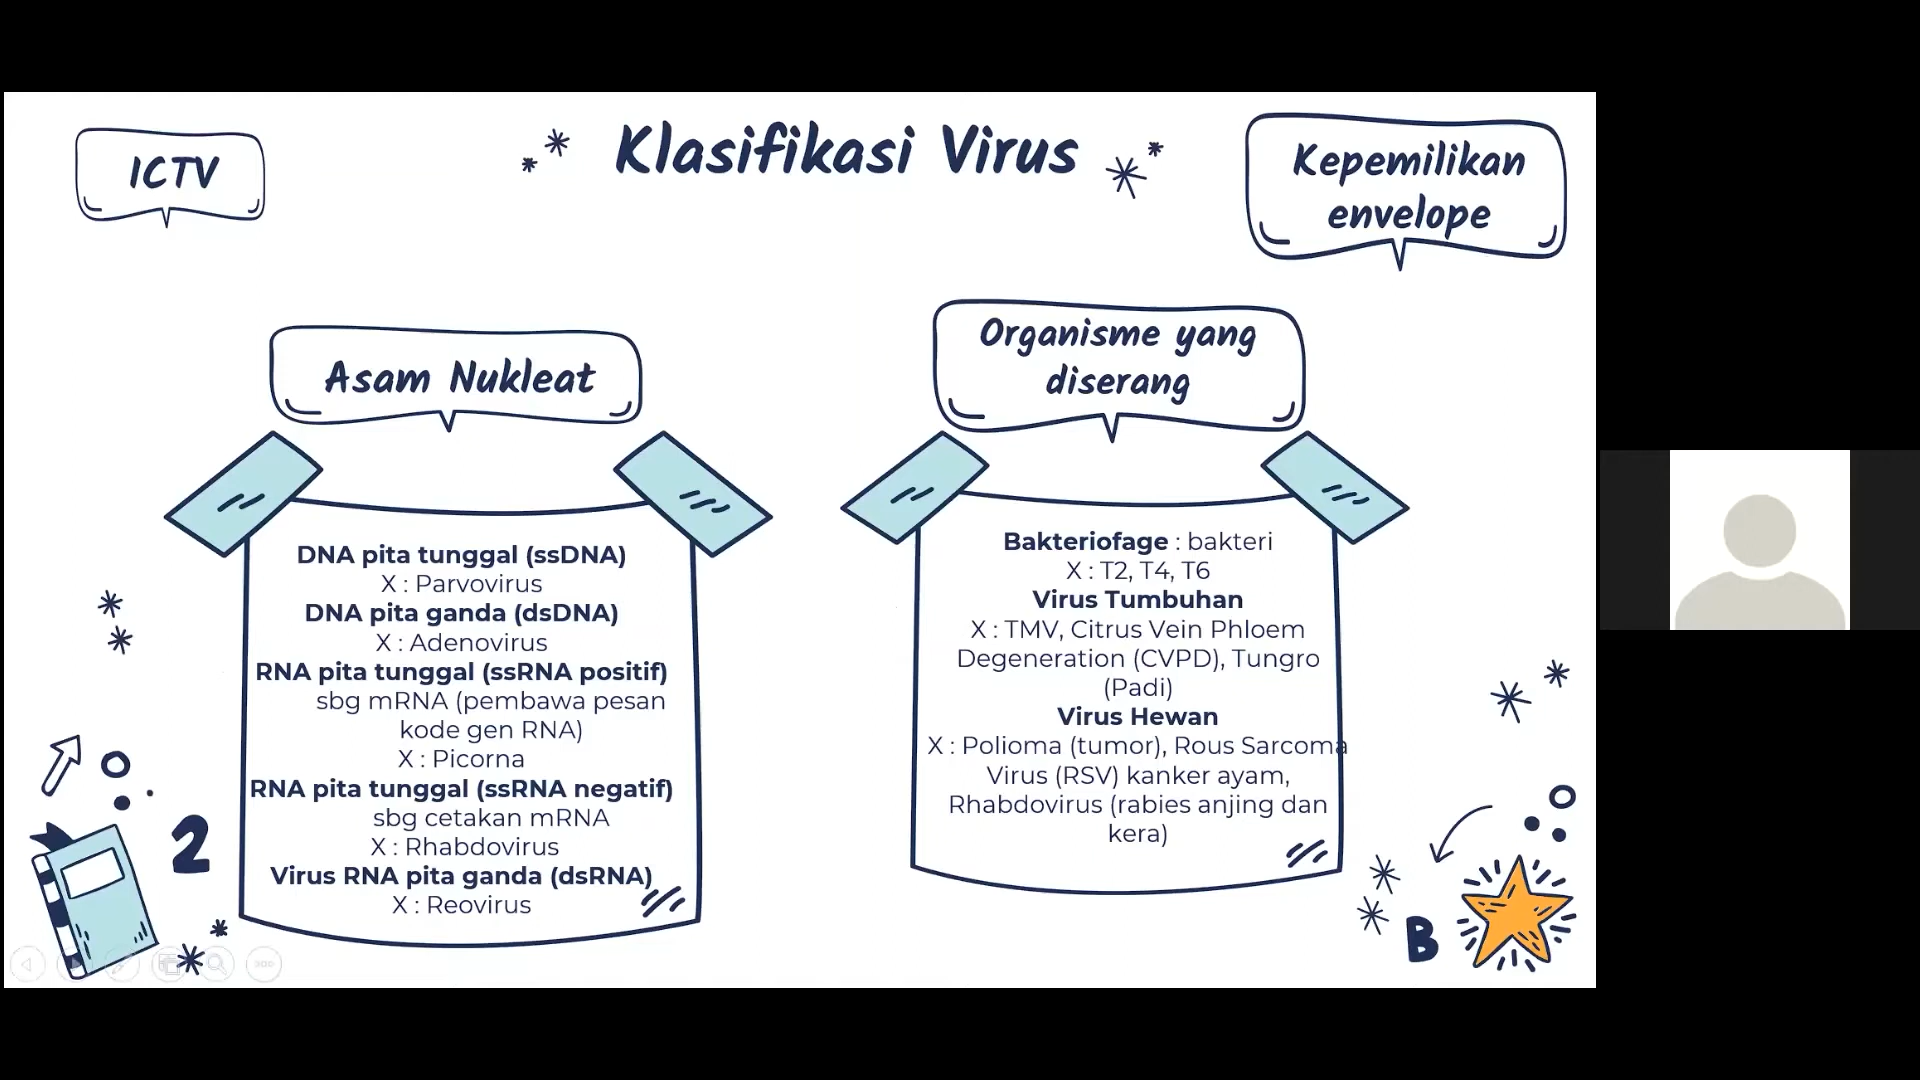 ICTV
Klasifikasi Virus
Kepemilikan
envelope
Asam Nukleat
DNA pita tunggal (ssDNA)
X : Parvovirus
DNA pita ganda (dsDNA)
X : Adenovirus
RNA pita tunggal (ssRNA positif)
sbg mRNA (pembawa pesan
kode gen RNA)
X : Picorna
RNA pita tunggal (ssRNA negatif)
sbg cetakan mRNA
X : Rhabdovirus
Virus RNA pita ganda (dsRNA)
X : Reovirus
Organisme yang
diserang
Bakteriofage : bakteri
X : T2, T4, T6
Virus Tumbuhan
X : TMV, Citrus Vein Phloem
Degeneration (CVPD), Tungro
(Padi)
Virus Hewan
X : Polioma (tumor), Rous Sarcoma
Virus (RSV) kanker ayam,
Rhabdovirus (rabies anjing dan
kera)
2
B